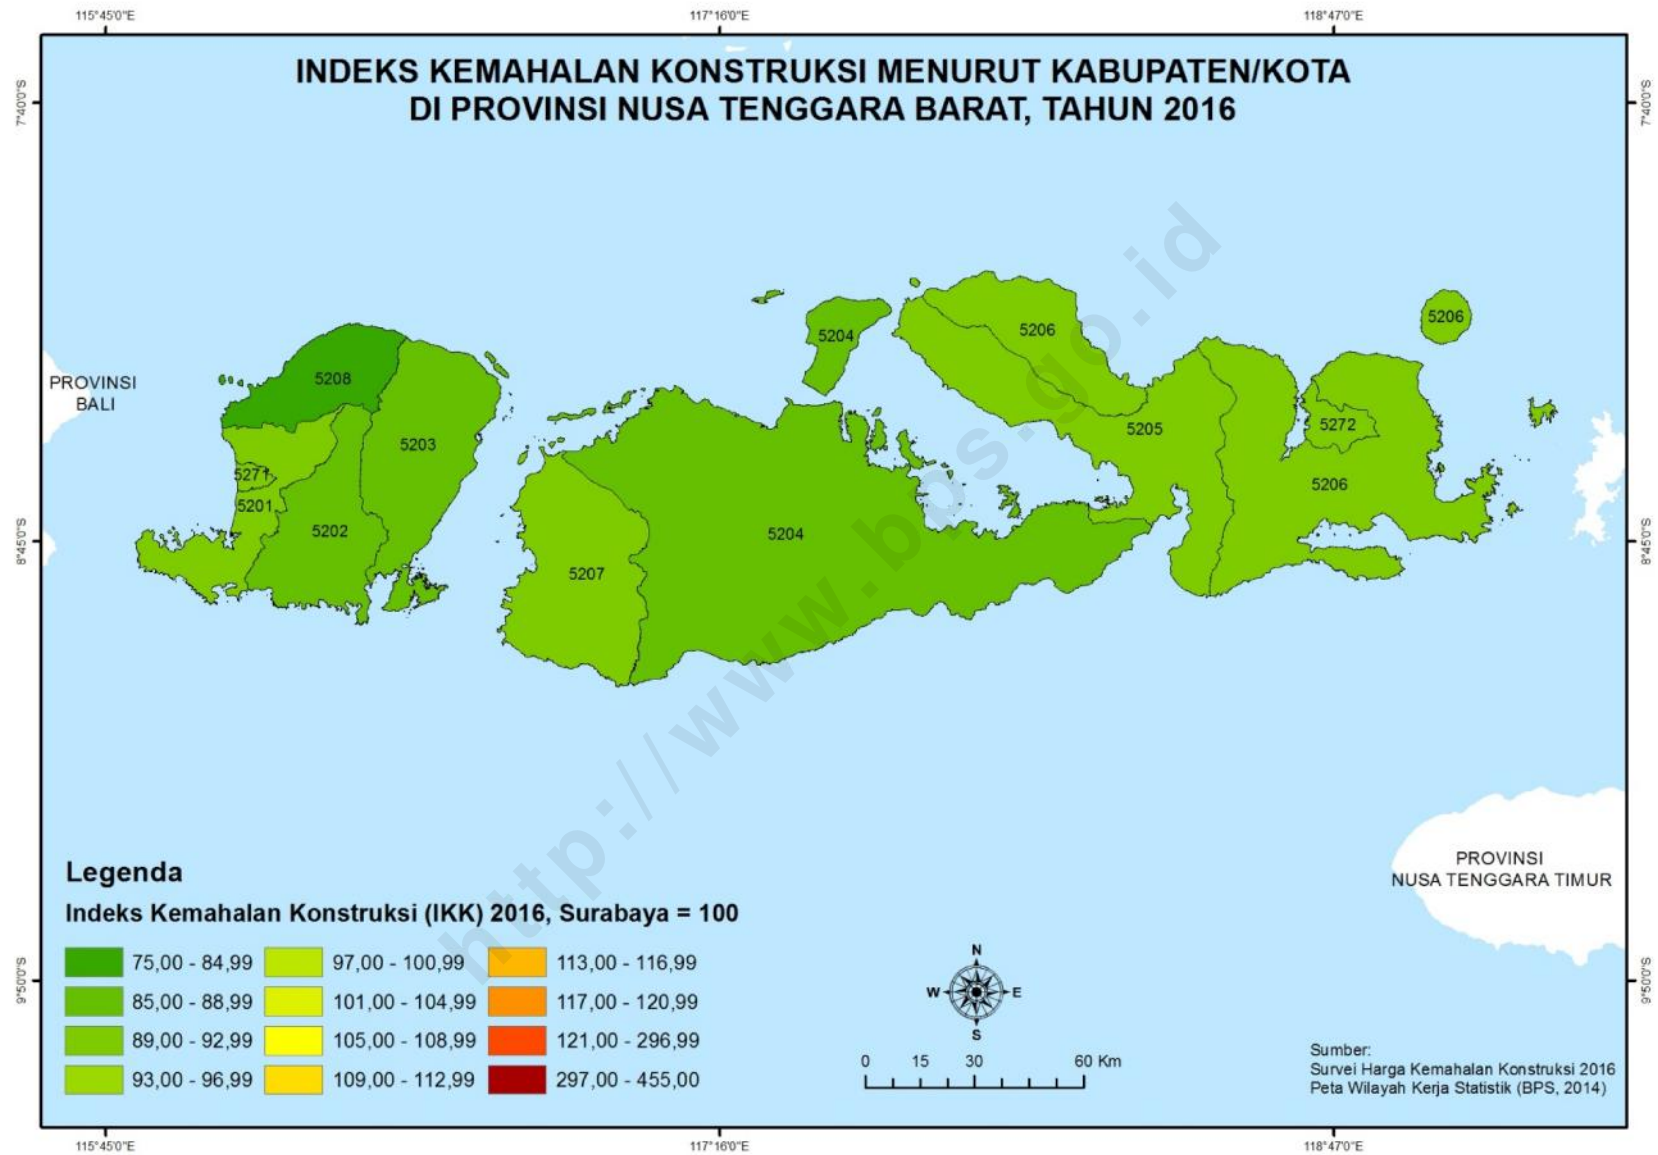 115°45'0"E 117°16'0"E 118°47'0"E
INDEKS KEMAHALAN KONSTRUKSI MENURUT KABUPATEN/KOTA
DI PROVINSI NUSA TENGGARA BARAT, TAHUN 2016
7°40'0"S 7°40'0"S
5206
5206
5204
PROVINSI
BALI
5208
5203
5205
5272
5271
5201
5202
5206
5204
5207
8°45'0"S 8°45'0"S
http://www.bps.go.id
PROVINSI
NUSA TENGGARA TIMUR
Legenda
Indeks Kemahalan Konstruksi (IKK) 2016, Surabaya = 100
75,00 - 84,99 97,00 - 100,99 113,00 - 116,99
85,00 - 88,99 101,00 - 104,99 117,00 - 120,99
89,00 - 92,99 105,00 - 108,99 121,00 - 296,99
93,00 - 96,99 109,00 - 112,99 297,00 - 455,00
N
W E
S
0 15 30 60 Km
9°50'0"S 9°50'0"S
Sumber:
Survei Harga Kemahalan Konstruksi 2016
Peta Wilayah Kerja Statistik (BPS, 2014)
115°45'0"E 117°16'0"E 118°47'0"E